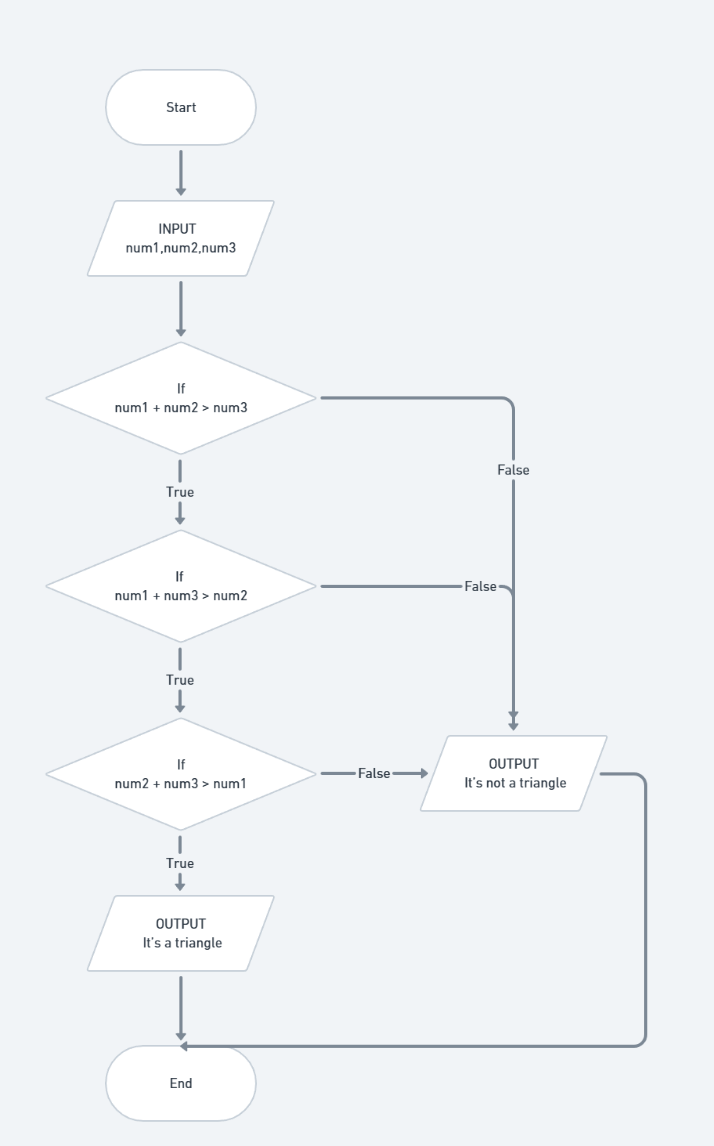 Start
INPUT
num1,num2,num3
If
num1 + num2 > num3
False
True
If
num1 + num3 > num2
False
True
If
num2 + num3 > num1
False
OUTPUT
It's not a triangle
True
OUTPUT
It's a triangle
End